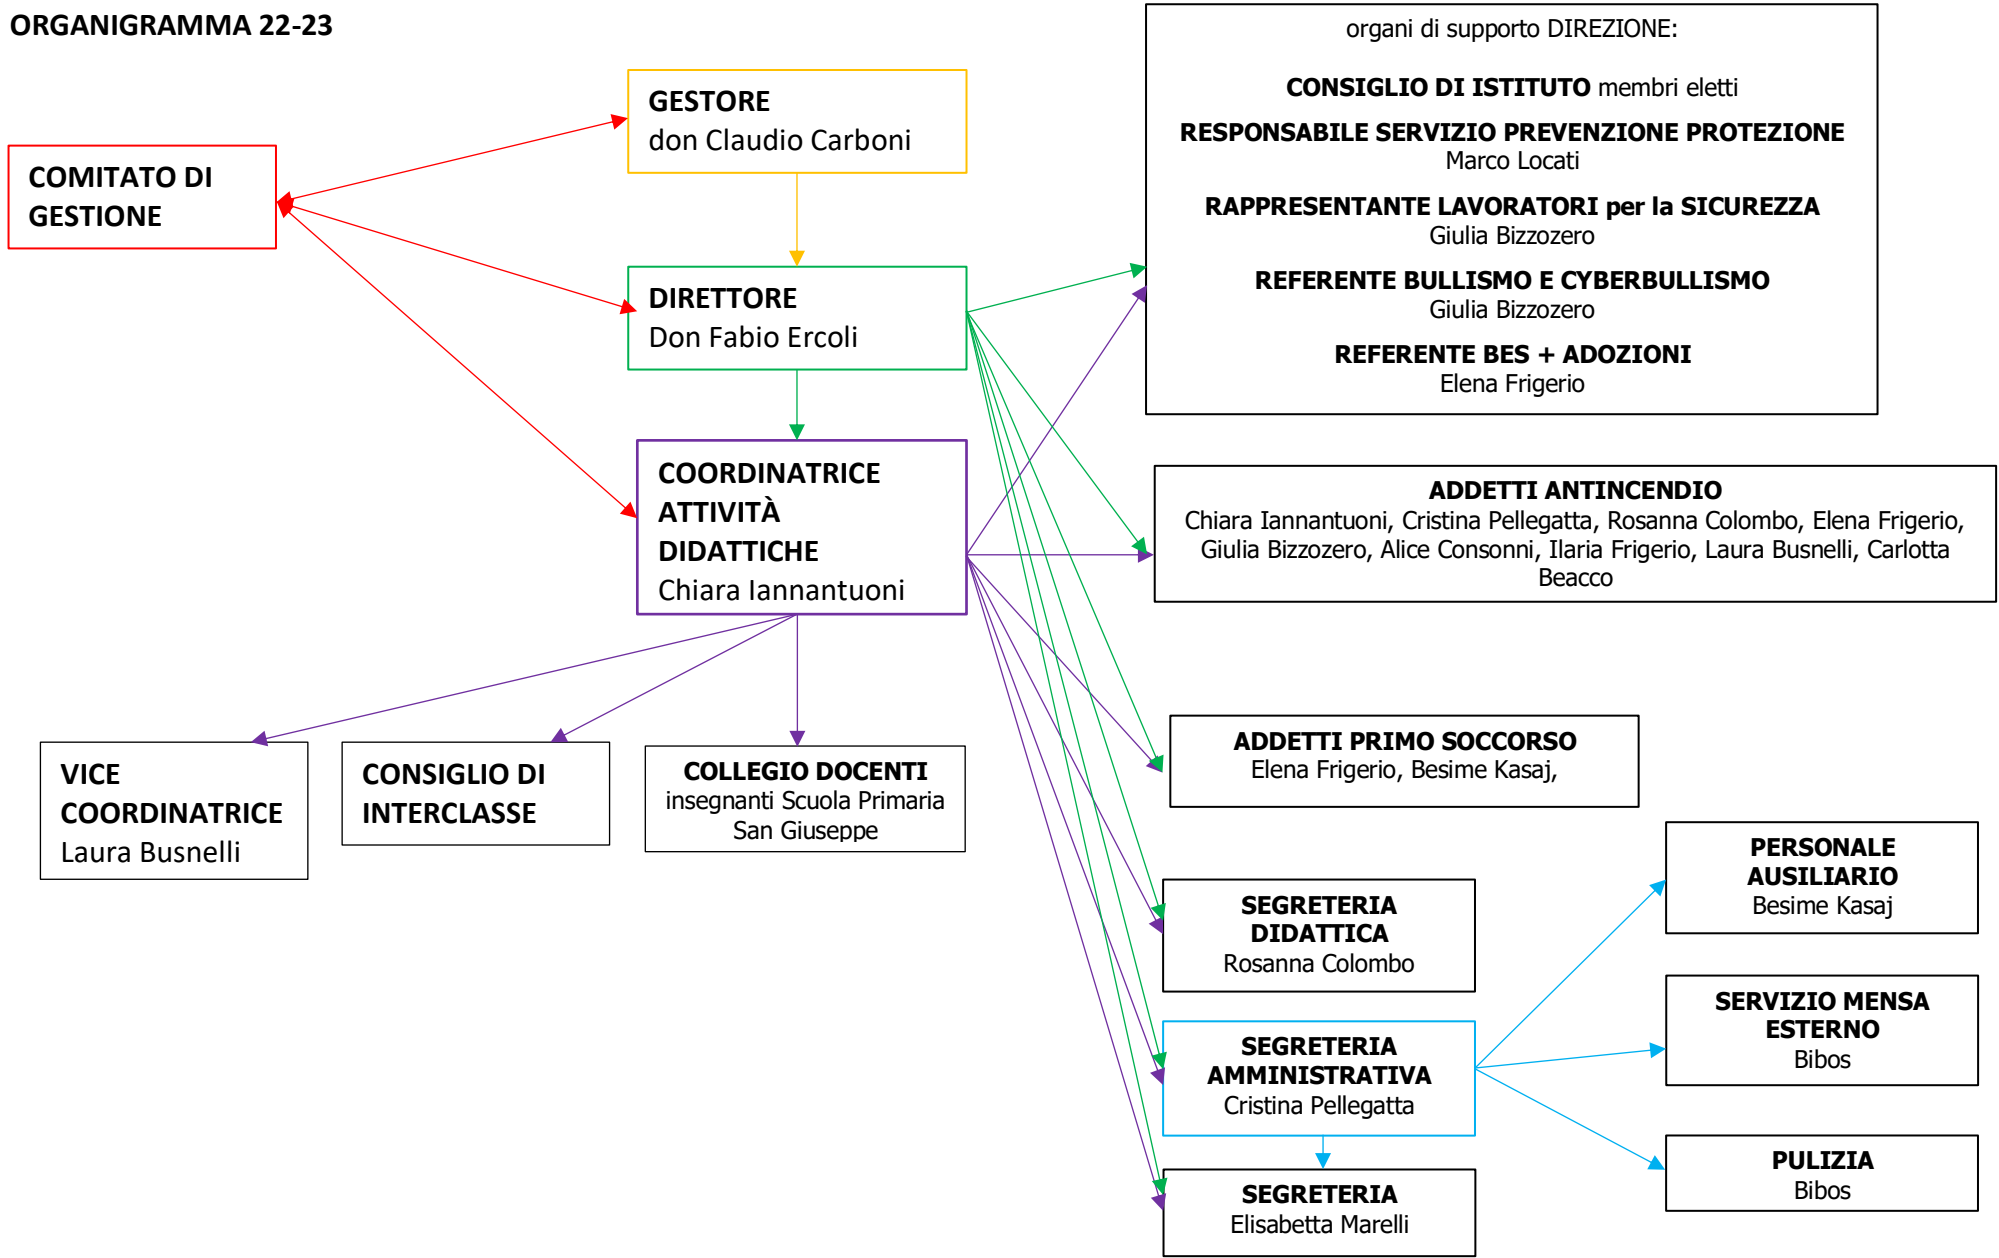 ORGANIGRAMMA 22-23
COMITATO DI
GESTIONE
GESTORE
don Claudio Carboni
DIRETTORE
Don Fabio Ercoli
COORDINATRICE
ATTIVITÀ
DIDATTICHE
Chiara Iannantuoni
VICE
COORDINATRICE
Laura Busnelli
CONSIGLIO DI
INTERCLASSE
COLLEGIO DOCENTI
insegnanti Scuola Primaria
San Giuseppe
organi di supporto DIREZIONE:
CONSIGLIO DI ISTITUTO membri eletti
RESPONSABILE SERVIZIO PREVENZIONE PROTEZIONE
Marco Locati
RAPPRESENTANTE LAVORATORI per la SICUREZZA
Giulia Bizzozero
REFERENTE BULLISMO E CYBERBULLISMO
Giulia Bizzozero
REFERENTE BES + ADOZIONI
Elena Frigerio
ADDETTI ANTINCENDIO
Chiara Iannantuoni, Cristina Pellegatta, Rosanna Colombo, Elena Frigerio,
Giulia Bizzozero, Alice Consonni, Ilaria Frigerio, Laura Busnelli, Carlotta
Beacco
ADDETTI PRIMO SOCCORSO
Elena Frigerio, Besime Kasaj,
SEGRETERIA
DIDATTICA
Rosanna Colombo
SEGRETERIA
AMMINISTRATIVA
Cristina Pellegatta
SEGRETERIA
Elisabetta Marelli
PERSONALE
AUSILIARIO
Besime Kasaj
SERVIZIO MENSA
ESTERNO
Bibos
PULIZIA
Bibos